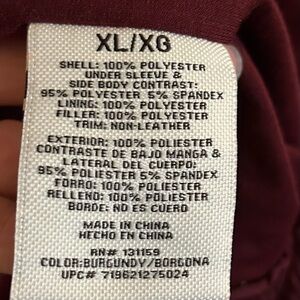 XL/XG
SHELL: 100% POLYESTER
UNDER SLEEVE &
SIDE BODY CONTRAST:
95% POLYESTER 5% SPANDEX
LINING: 100% POLYESTER
FILLER: 100% POLYESTER
TRIM: NON-LEATHER
EXTERIOR: 100% POLIESTER
CONTRASTE DE BAJO MANGA &
LATERAL DEL CUERPO:
95% POLIESTER 5% SPANDEX
FORRO: 100% POLIESTER
RELLENO: 100% POLIESTER
BORDE: NO ES CUERO
MADE IN CHINA
HECHO EN CHINA
RN# 131159
COLOR:BURGUNDY/BORGONA
UPC# 719621275024